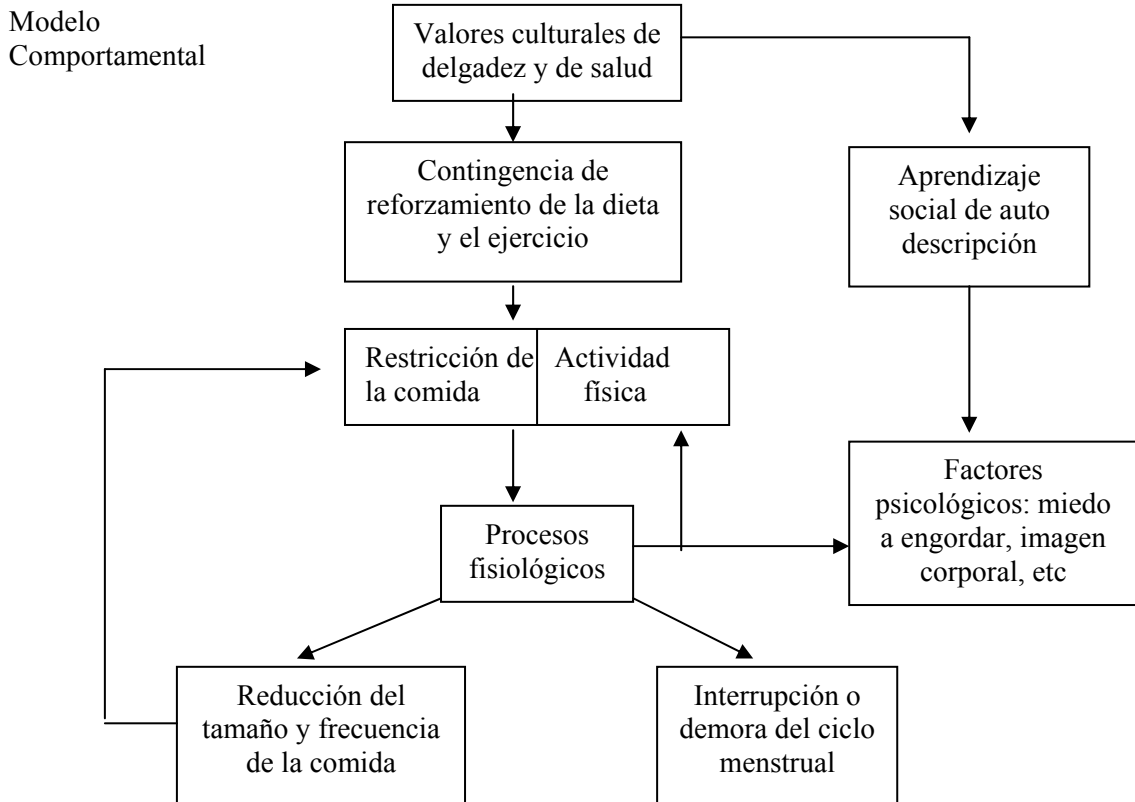 Modelo
Comportamental
Valores culturales de
delgadez y de salud
Contingencia de
reforzamiento de la dieta
y el ejercicio
Aprendizaje
social de auto
descripción
Restricción de
la comida
Actividad
física
Factores
psicológicos: miedo
a engordar, imagen
corporal, etc
Procesos
fisiológicos
Reducción del
tamaño y frecuencia
de la comida
Interrupción o
demora del ciclo
menstrual